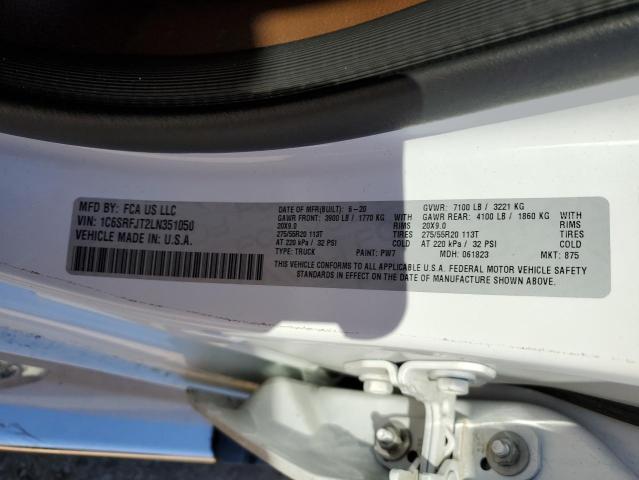 MFD BY: FCA US LLC
VIN: 1C6SRFJT2LN351050
VEHICLE MADE IN: U.S.A.
DATE OF MFR(BUILT): 6-20 GVWR: 7100 LB / 3221 KG
GAWR FRONT: 3900 LB / 1770 KG GAWR REAR: 4100 LB / 1860 KG
20X9.0 RIMS 20X9.0 RIMS
275/55R20 113T TIRES 275/55R20 113T TIRES
AT 220 kPa / 32 PSI COLD AT 220 kPa / 32 PSI COLD
TYPE: TRUCK PAINT: PW7 MDH: 061823 MKT: 875
THIS VEHICLE CONFORMS TO ALL APPLICABLE U.S.A. FEDERAL MOTOR VEHICLE SAFETY
STANDARDS IN EFFECT ON THE DATE OF MANUFACTURE SHOWN ABOVE.